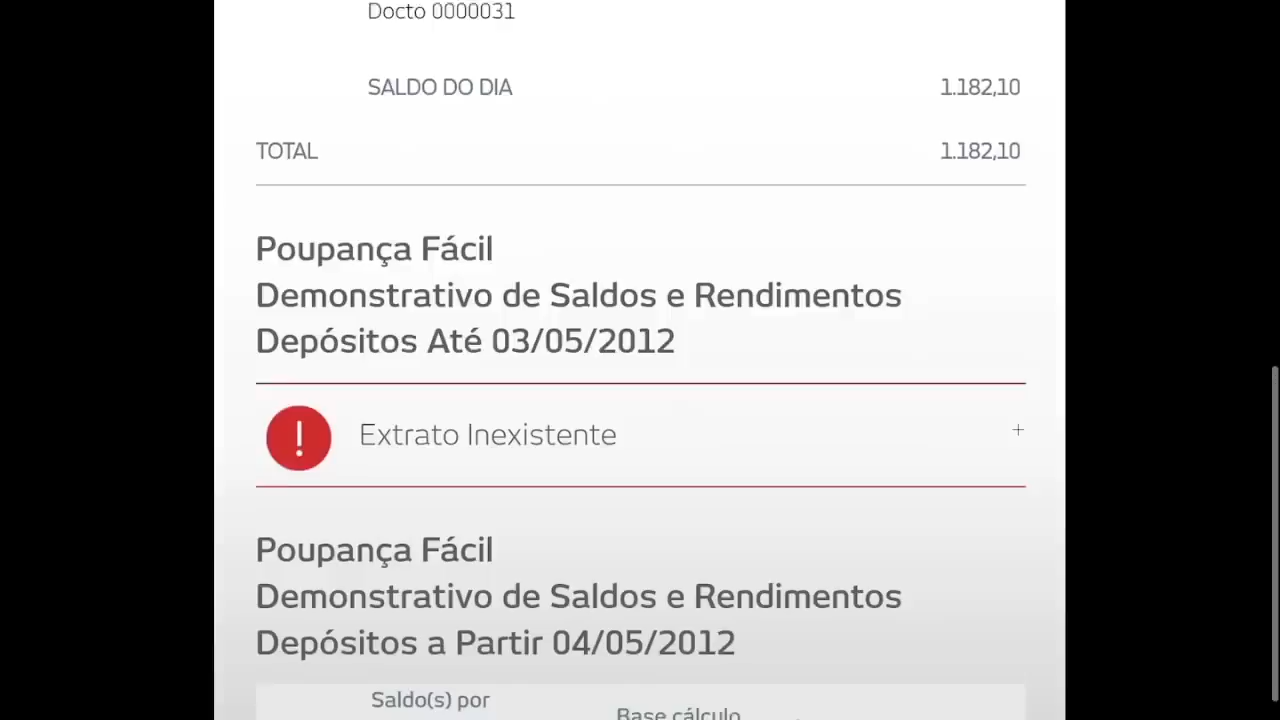 Docto 0000031
SALDO DO DIA 1.182,10
TOTAL 1.182,10
Poupança Fácil
Demonstrativo de Saldos e Rendimentos
Depósitos Até 03/05/2012
! Extrato Inexistente +
Poupança Fácil
Demonstrativo de Saldos e Rendimentos
Depósitos a Partir 04/05/2012
Saldo(s) por
Base cálculo